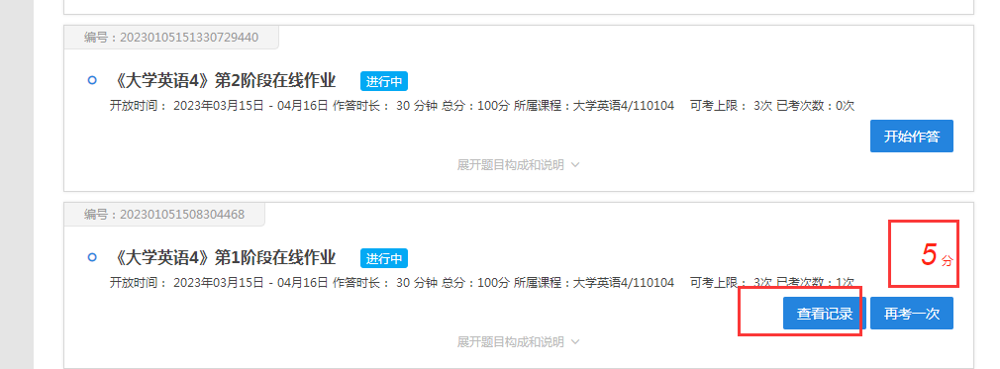 编号：20230105151330729440
《大学英语4》第2阶段在线作业 进行中
开放时间： 2023年03月15日 - 04月16日 作答时长： 30 分钟 总分：100分 所属课程：大学英语4/110104 可考上限： 3次 已考次数：0次
开始作答
展开题目构成和说明
编号：202301051508304468
《大学英语4》第1阶段在线作业 进行中
5 分
开放时间： 2023年03月15日 - 04月16日 作答时长： 30 分钟 总分：100分 所属课程：大学英语4/110104 可考上限： 3次 已考次数：1次
查看记录 再考一次
展开题目构成和说明